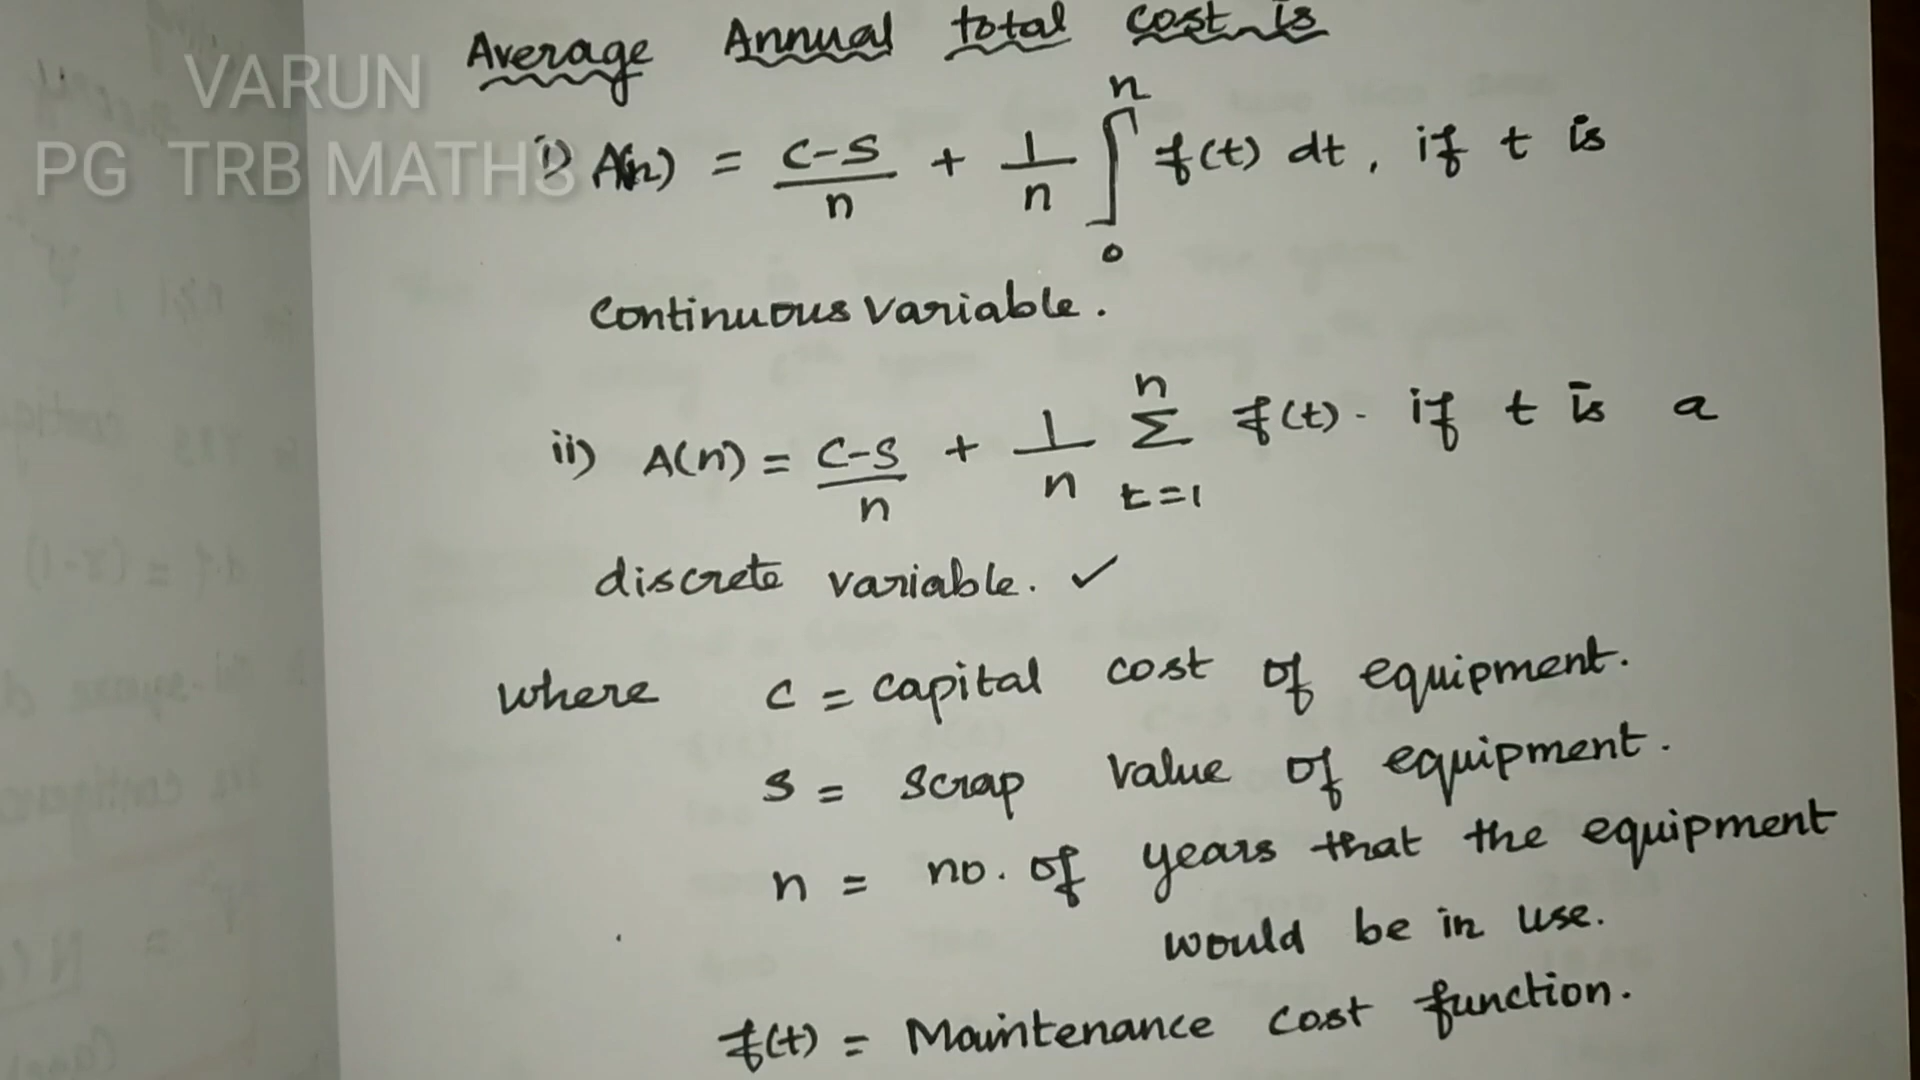 Average Annual total cost is
VARUN
PG TRB MATHS
i) A(n) = C-S/n + 1/n ∫₀ⁿ f(t) dt, if t is
continuous variable.
ii) A(n) = C-S/n + 1/n Σ_{t=1}^{n} f(t). if t is a
discrete variable. ✓
where C = capital cost of equipment.
S = Scrap value of equipment.
n = no. of years that the equipment
would be in use.
f(t) = Maintenance cost function.